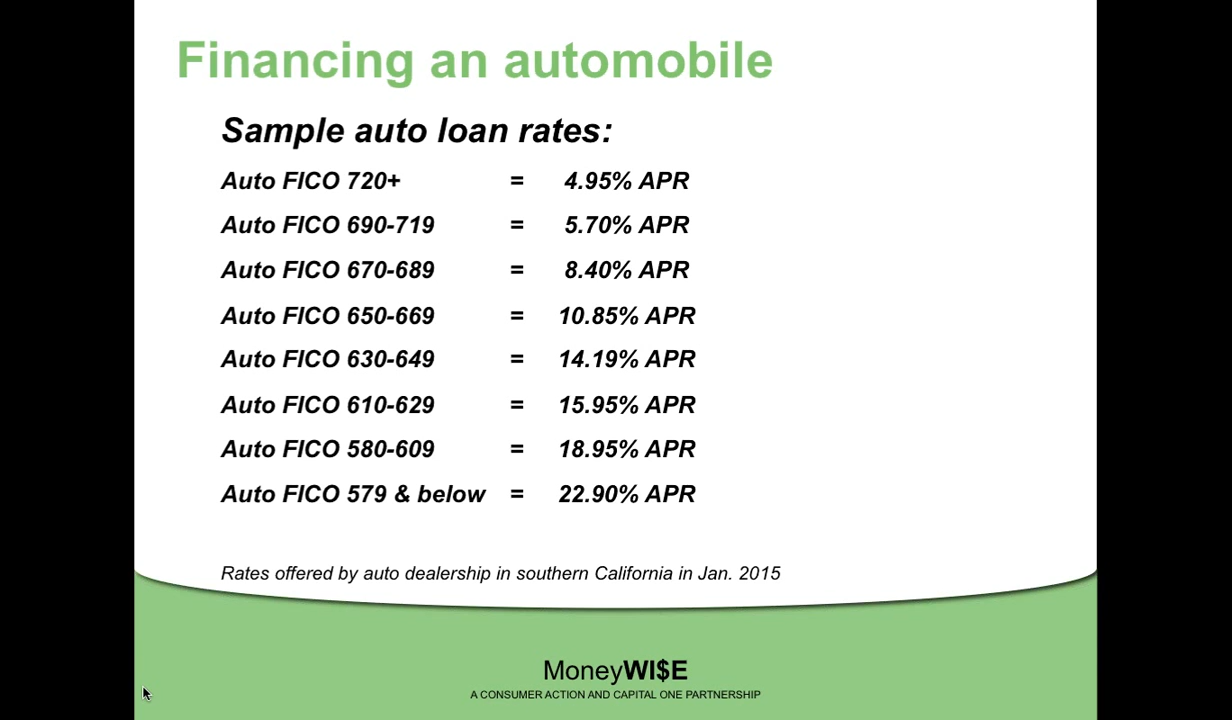 Financing an automobile
Sample auto loan rates:
Auto FICO 720+ = 4.95% APR
Auto FICO 690-719 = 5.70% APR
Auto FICO 670-689 = 8.40% APR
Auto FICO 650-669 = 10.85% APR
Auto FICO 630-649 = 14.19% APR
Auto FICO 610-629 = 15.95% APR
Auto FICO 580-609 = 18.95% APR
Auto FICO 579 & below = 22.90% APR
Rates offered by auto dealership in southern California in Jan. 2015
MoneyWI$E
A CONSUMER ACTION AND CAPITAL ONE PARTNERSHIP